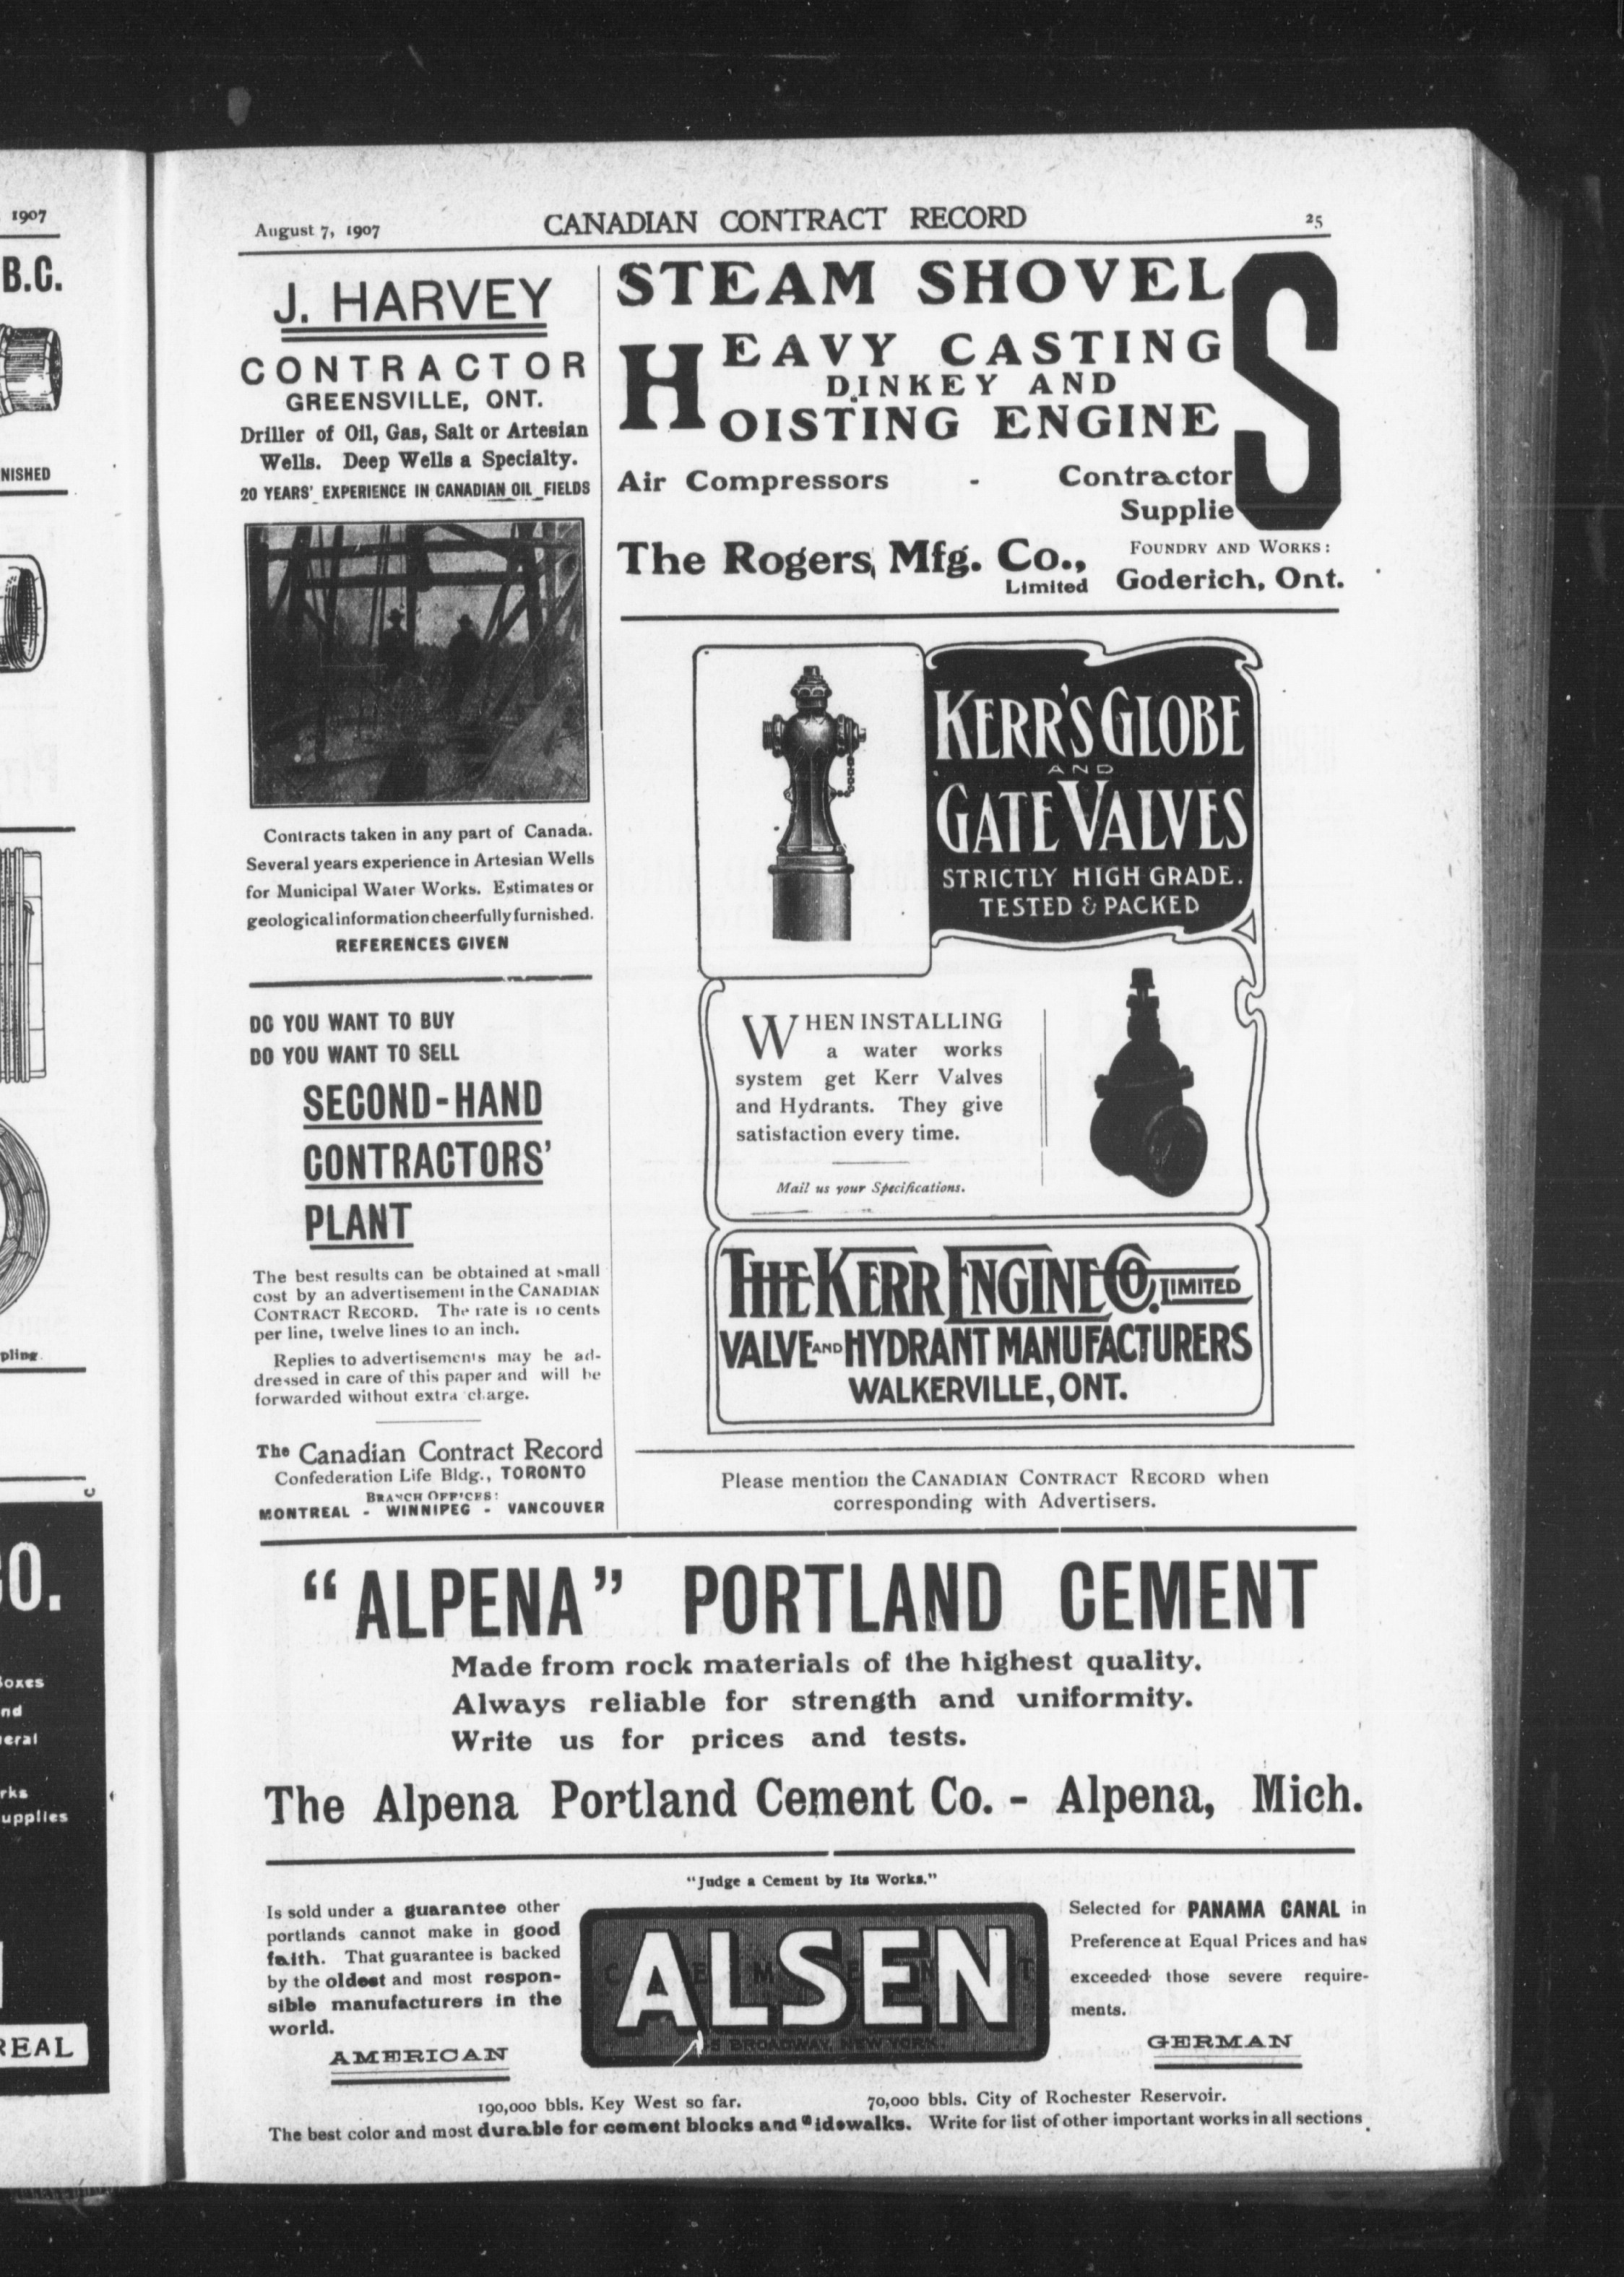 1907
B.C.
NISHED
pling.
CO.
Boxes
nd
eral
rks
upplies
REAL
August 7, 1907
CANADIAN CONTRACT RECORD
25
J. HARVEY
CONTRACTOR
GREENSVILLE, ONT.
Driller of Oil, Gas, Salt or Artesian
Wells. Deep Wells a Specialty.
20 YEARS' EXPERIENCE IN CANADIAN OIL FIELDS
Contracts taken in any part of Canada.
Several years experience in Artesian Wells
for Municipal Water Works. Estimates or
geological information cheerfully furnished.
REFERENCES GIVEN
DO YOU WANT TO BUY
DO YOU WANT TO SELL
SECOND-HAND
CONTRACTORS'
PLANT
The best results can be obtained at small
cost by an advertisement in the CANADIAN
CONTRACT RECORD. The rate is 10 cents
per line, twelve lines to an inch.
Replies to advertisements may be ad-
dressed in care of this paper and will be
forwarded without extra charge.
The Canadian Contract Record
Confederation Life Bldg., TORONTO
BRANCH OFFICES:
MONTREAL - WINNIPEG - VANCOUVER
STEAM SHOVELS
HEAVY CASTING
DINKEY AND
HOISTING ENGINE
Air Compressors - Contractor
Supplie
The Rogers Mfg. Co.,
Limited
FOUNDRY AND WORKS:
Goderich, Ont.
KERR'S GLOBE
AND
GATE VALVES
STRICTLY HIGH GRADE.
TESTED & PACKED
WHEN INSTALLING
a water works
system get Kerr Valves
and Hydrants. They give
satisfaction every time.
Mail us your Specifications.
THE KERR ENGINE CO. LIMITED
VALVE AND HYDRANT MANUFACTURERS
WALKERVILLE, ONT.
Please mention the CANADIAN CONTRACT RECORD when
corresponding with Advertisers.
"ALPENA" PORTLAND CEMENT
Made from rock materials of the highest quality.
Always reliable for strength and uniformity.
Write us for prices and tests.
The Alpena Portland Cement Co. - Alpena, Mich.
"Judge a Cement by Its Works."
Is sold under a guarantee other
portlands cannot make in good
faith. That guarantee is backed
by the oldest and most respon-
sible manufacturers in the
world.
AMERICAN
ALSEN
CEMENT
BROADWAY, NEW YORK
Selected for PANAMA CANAL in
Preference at Equal Prices and has
exceeded those severe require-
ments.
GERMAN
190,000 bbls. Key West so far. 70,000 bbls. City of Rochester Reservoir.
The best color and most durable for cement blocks and sidewalks. Write for list of other important works in all sections.